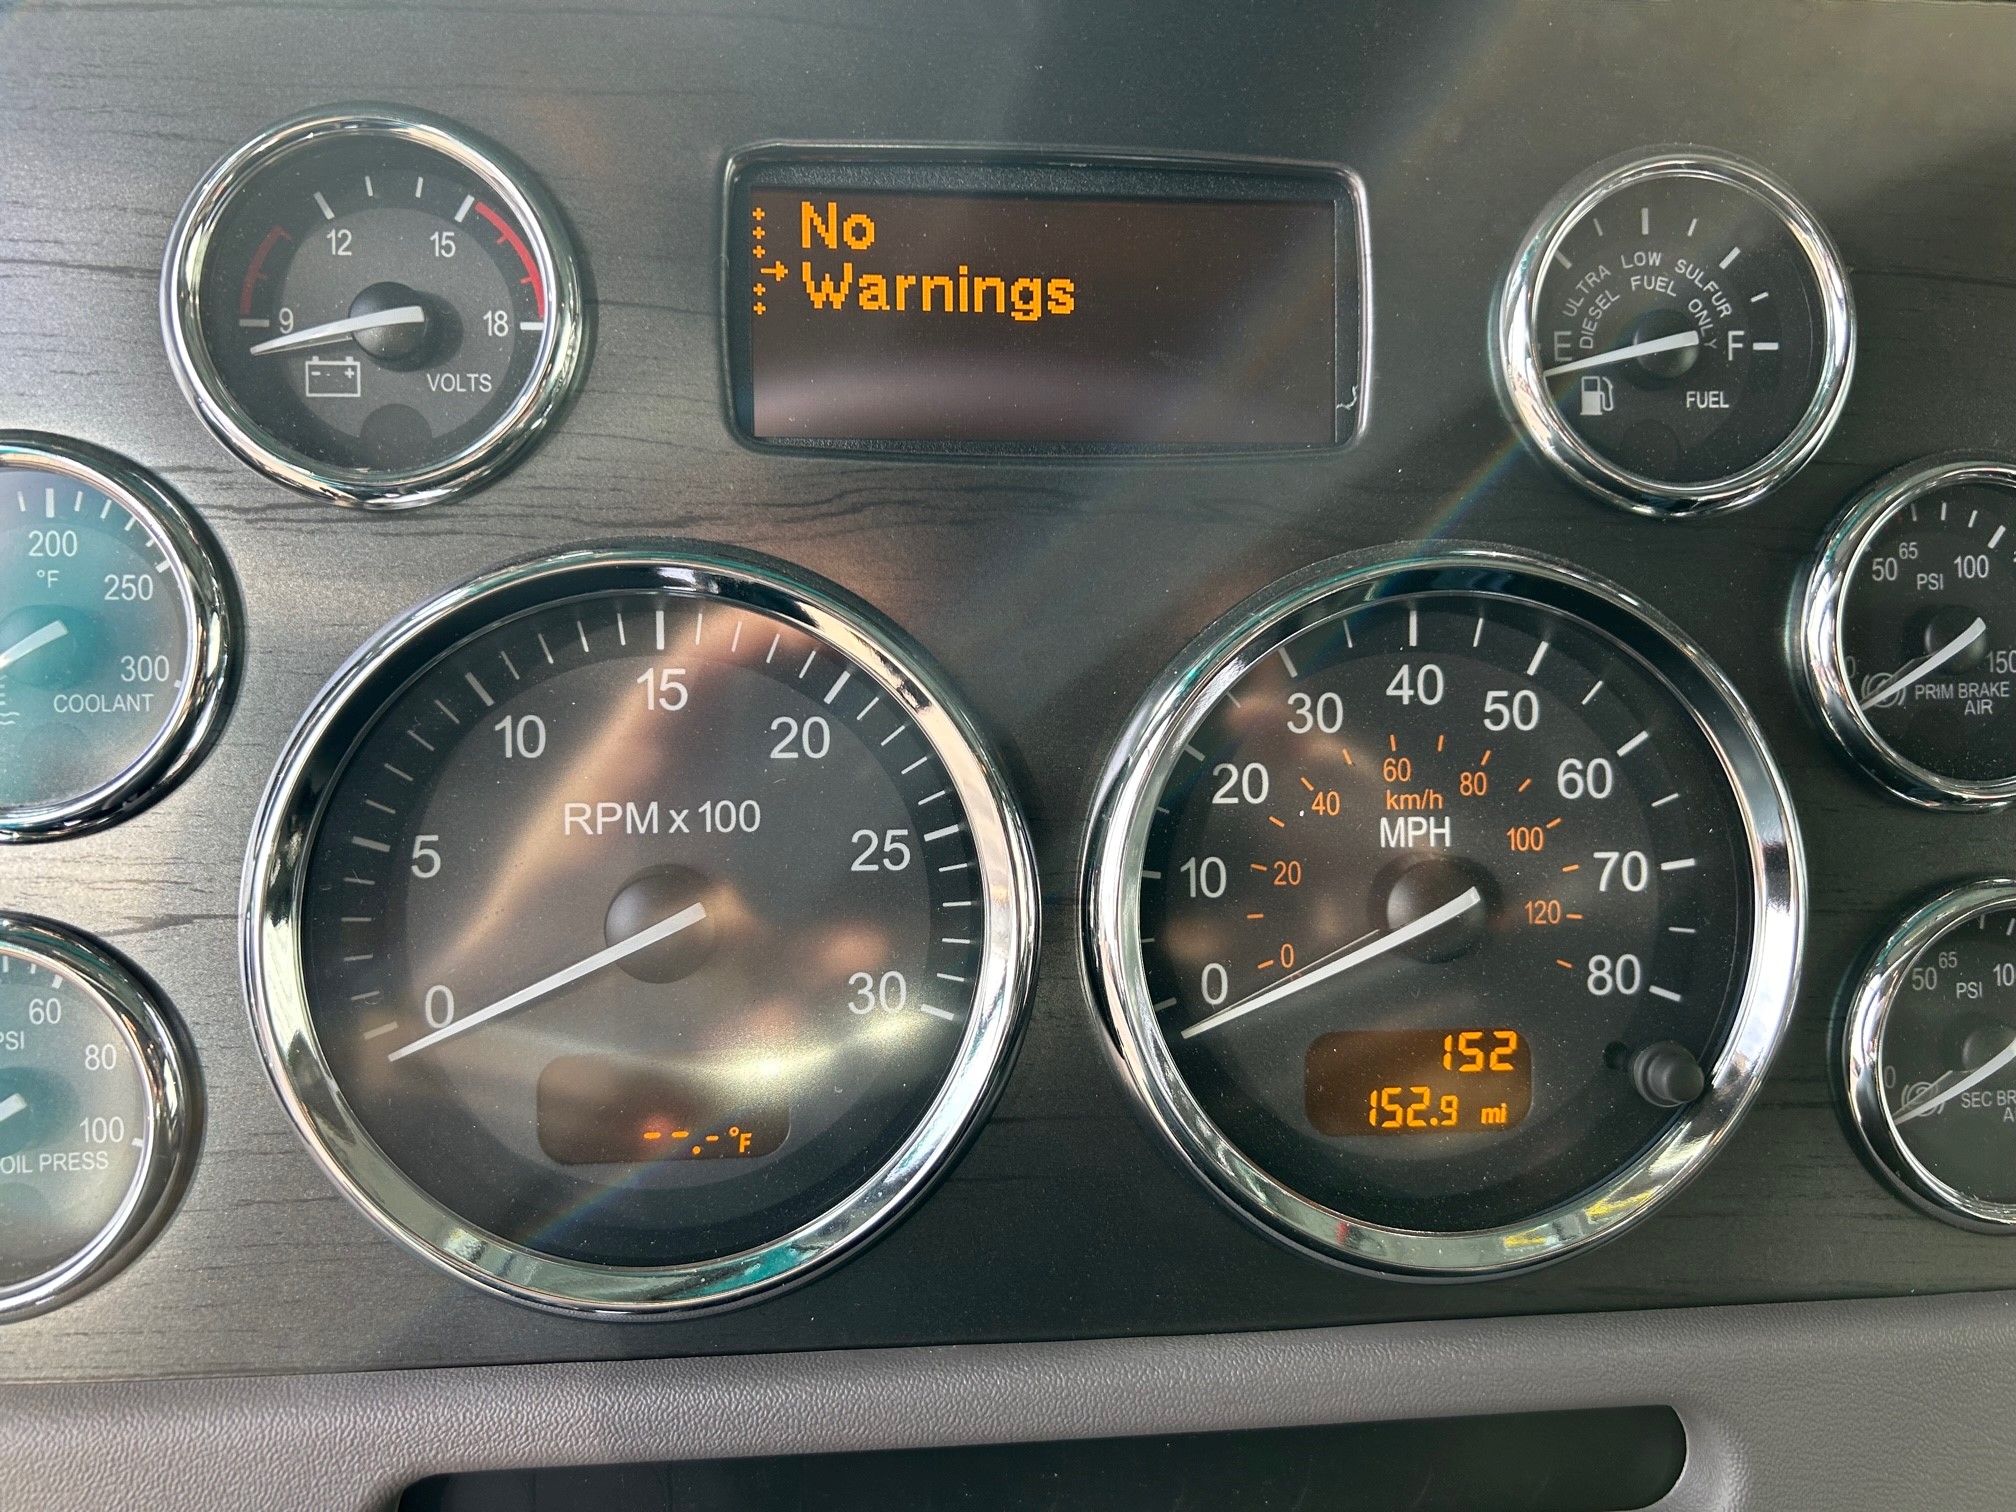 No
Warnings
12
15
9
18
VOLTS
ULTRA LOW SULFUR
DIESEL FUEL ONLY
E
F
FUEL
200
°F
250
300
COOLANT
50
65
100
PSI
0
150
PRIM BRAKE
AIR
RPM x 100
0
5
10
15
20
25
30
--.-°F
MPH
0
10
20
30
40
50
60
70
80
km/h
0
20
40
60
80
100
120
152
152.9 mi
60
PSI
80
100
OIL PRESS
50
65
PSI
0
SEC